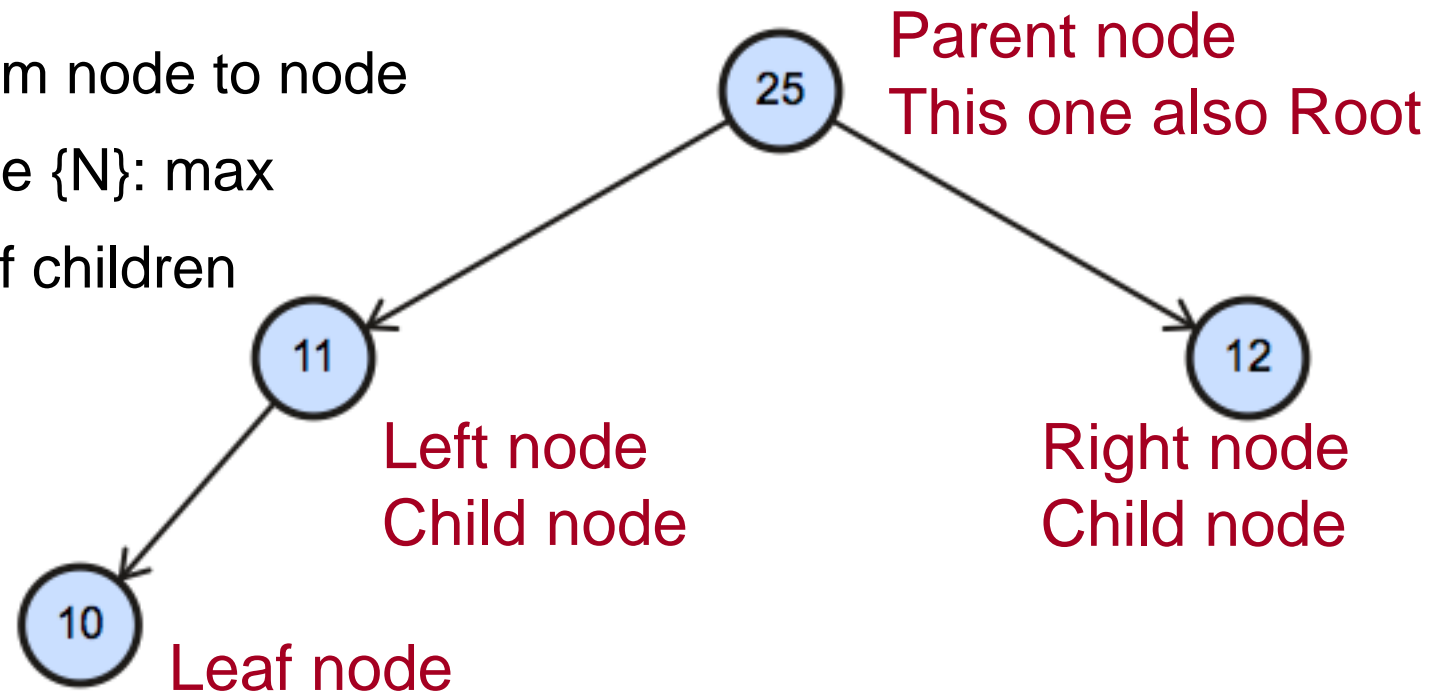 m node to node
e {N}: max
f children
25
Parent node
This one also Root
11
12
Left node
Child node
Right node
Child node
10
Leaf node